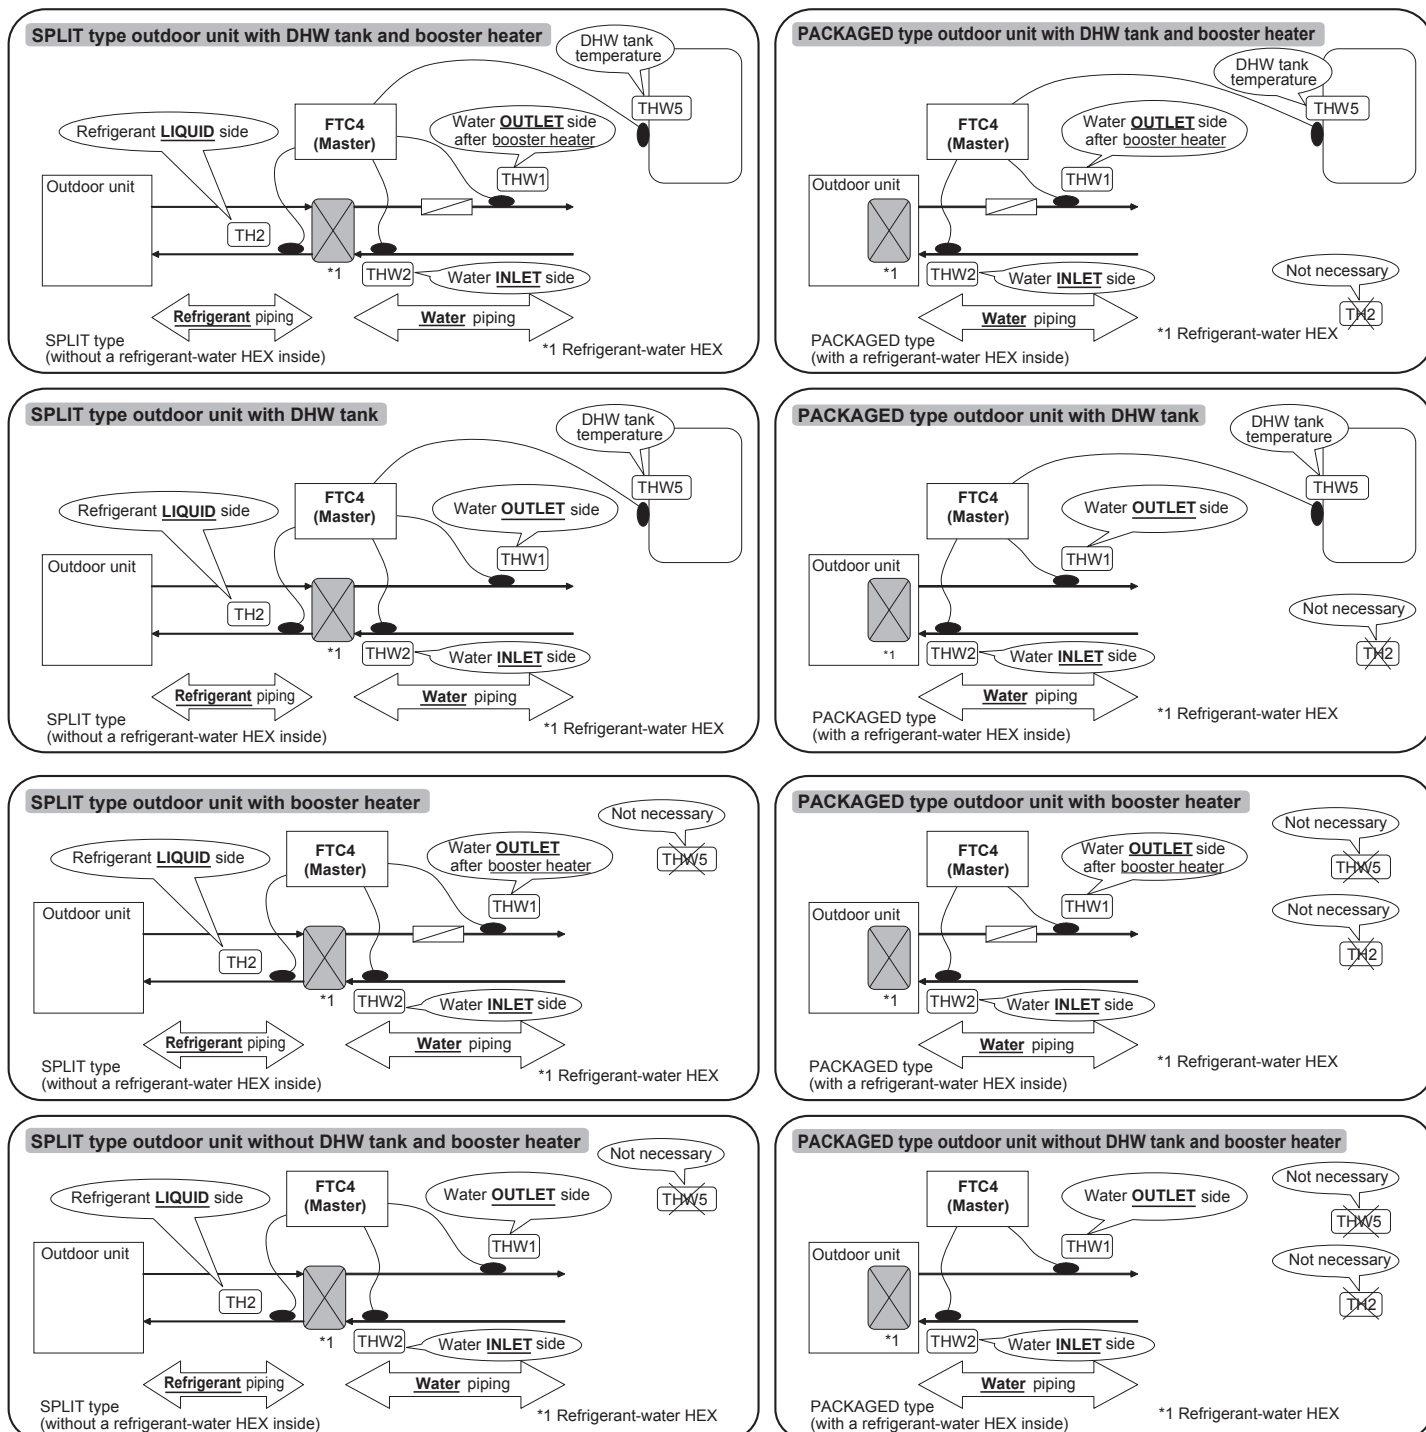 SPLIT type outdoor unit with DHW tank and booster heater
DHW tank
temperature
THW5
FTC4
(Master)
Water OUTLET side
after booster heater
Refrigerant LIQUID side
THW1
Outdoor unit
TH2
*1
THW2
Water INLET side
Refrigerant piping
Water piping
SPLIT type
(without a refrigerant-water HEX inside)
*1 Refrigerant-water HEX
PACKAGED type outdoor unit with DHW tank and booster heater
DHW tank
temperature
THW5
FTC4
(Master)
Water OUTLET side
after booster heater
THW1
Outdoor unit
*1
THW2
Water INLET side
Not necessary
TH2
Water piping
*1 Refrigerant-water HEX
PACKAGED type
(with a refrigerant-water HEX inside)
SPLIT type outdoor unit with DHW tank
DHW tank
temperature
THW5
FTC4
(Master)
Refrigerant LIQUID side
Water OUTLET side
THW1
Outdoor unit
TH2
*1
THW2
Water INLET side
Refrigerant piping
Water piping
SPLIT type
(without a refrigerant-water HEX inside)
*1 Refrigerant-water HEX
PACKAGED type outdoor unit with DHW tank
DHW tank
temperature
THW5
FTC4
(Master)
Water OUTLET side
THW1
Outdoor unit
*1
THW2
Water INLET side
Not necessary
TH2
Water piping
*1 Refrigerant-water HEX
PACKAGED type
(with a refrigerant-water HEX inside)
SPLIT type outdoor unit with booster heater
Not necessary
THW5
FTC4
(Master)
Water OUTLET
after booster heater
Refrigerant LIQUID side
THW1
Outdoor unit
TH2
*1
THW2
Water INLET side
Refrigerant piping
Water piping
SPLIT type
(without a refrigerant-water HEX inside)
*1 Refrigerant-water HEX
PACKAGED type outdoor unit with booster heater
Not necessary
THW5
FTC4
(Master)
Water OUTLET side
after booster heater
THW1
Not necessary
TH2
Outdoor unit
*1
THW2
Water INLET side
Water piping
*1 Refrigerant-water HEX
PACKAGED type
(with a refrigerant-water HEX inside)
SPLIT type outdoor unit without DHW tank and booster heater
Not necessary
THW5
FTC4
(Master)
Refrigerant LIQUID side
Water OUTLET side
THW1
Outdoor unit
TH2
*1
THW2
Water INLET side
Refrigerant piping
Water piping
SPLIT type
(without a refrigerant-water HEX inside)
*1 Refrigerant-water HEX
PACKAGED type outdoor unit without DHW tank and booster heater
Not necessary
THW5
FTC4
(Master)
Water OUTLET side
THW1
Not necessary
TH2
Outdoor unit
*1
THW2
Water INLET side
Water piping
*1 Refrigerant-water HEX
PACKAGED type
(with a refrigerant-water HEX inside)